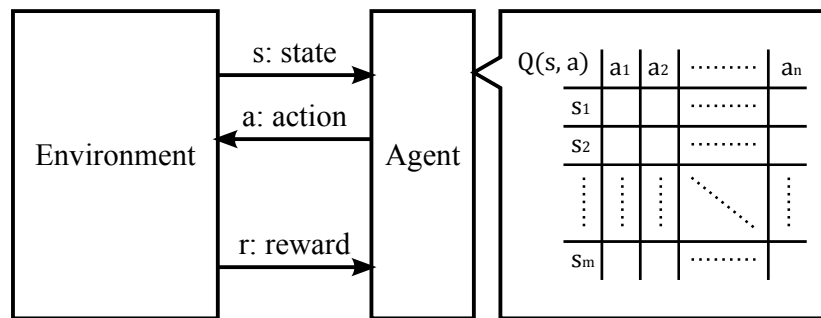 Environment
s: state
a: action
r: reward
Agent
Q(s, a) a1 a2 ......... an
s1 .........
s2 .........
sm .........